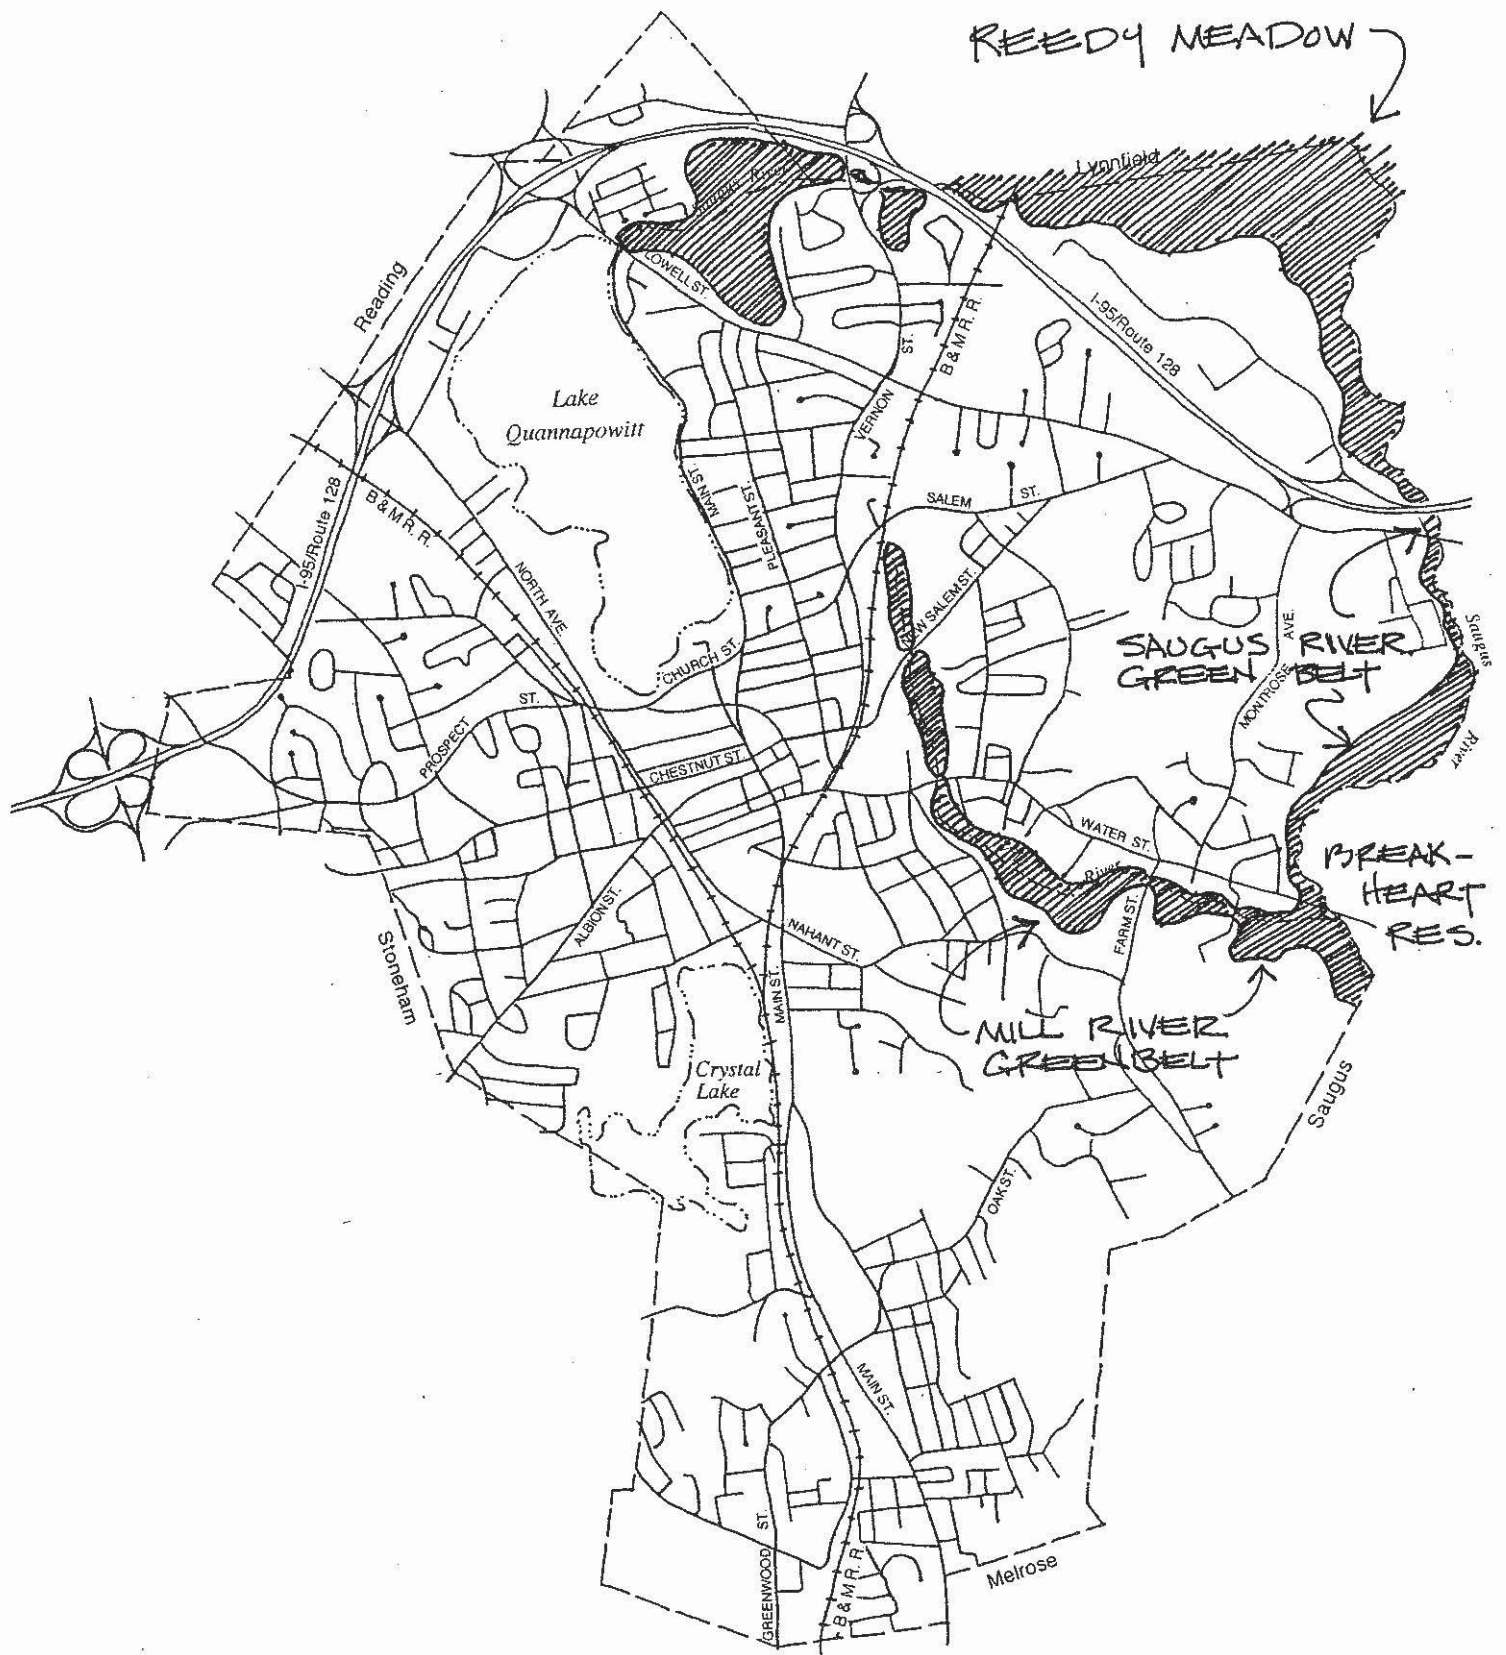 REEDY MEADOW
Lynnfield
Saugus River
LOWELL ST.
Reading
I-95/Route 128
B & M R. R.
ST.
VERNON
Lake
Quannapowitt
MAIN ST.
PLEASANT ST.
SALEM ST.
I-95/Route 128
B & M R. R.
NORTH AVE.
NEW SALEM ST.
CHURCH ST.
SAUGUS RIVER
GREEN BELT
MONTROSE AVE.
Saugus
River
PROSPECT ST.
CHESTNUT ST.
WATER ST.
River
BREAK-
HEART
RES.
ALBION ST.
NAHANT ST.
FARM ST.
Stoneham
MAIN ST.
MILL RIVER
GREENBELT
Crystal
Lake
Saugus
OAK ST.
MAIN ST.
GREENWOOD ST.
B & M R. R.
Melrose